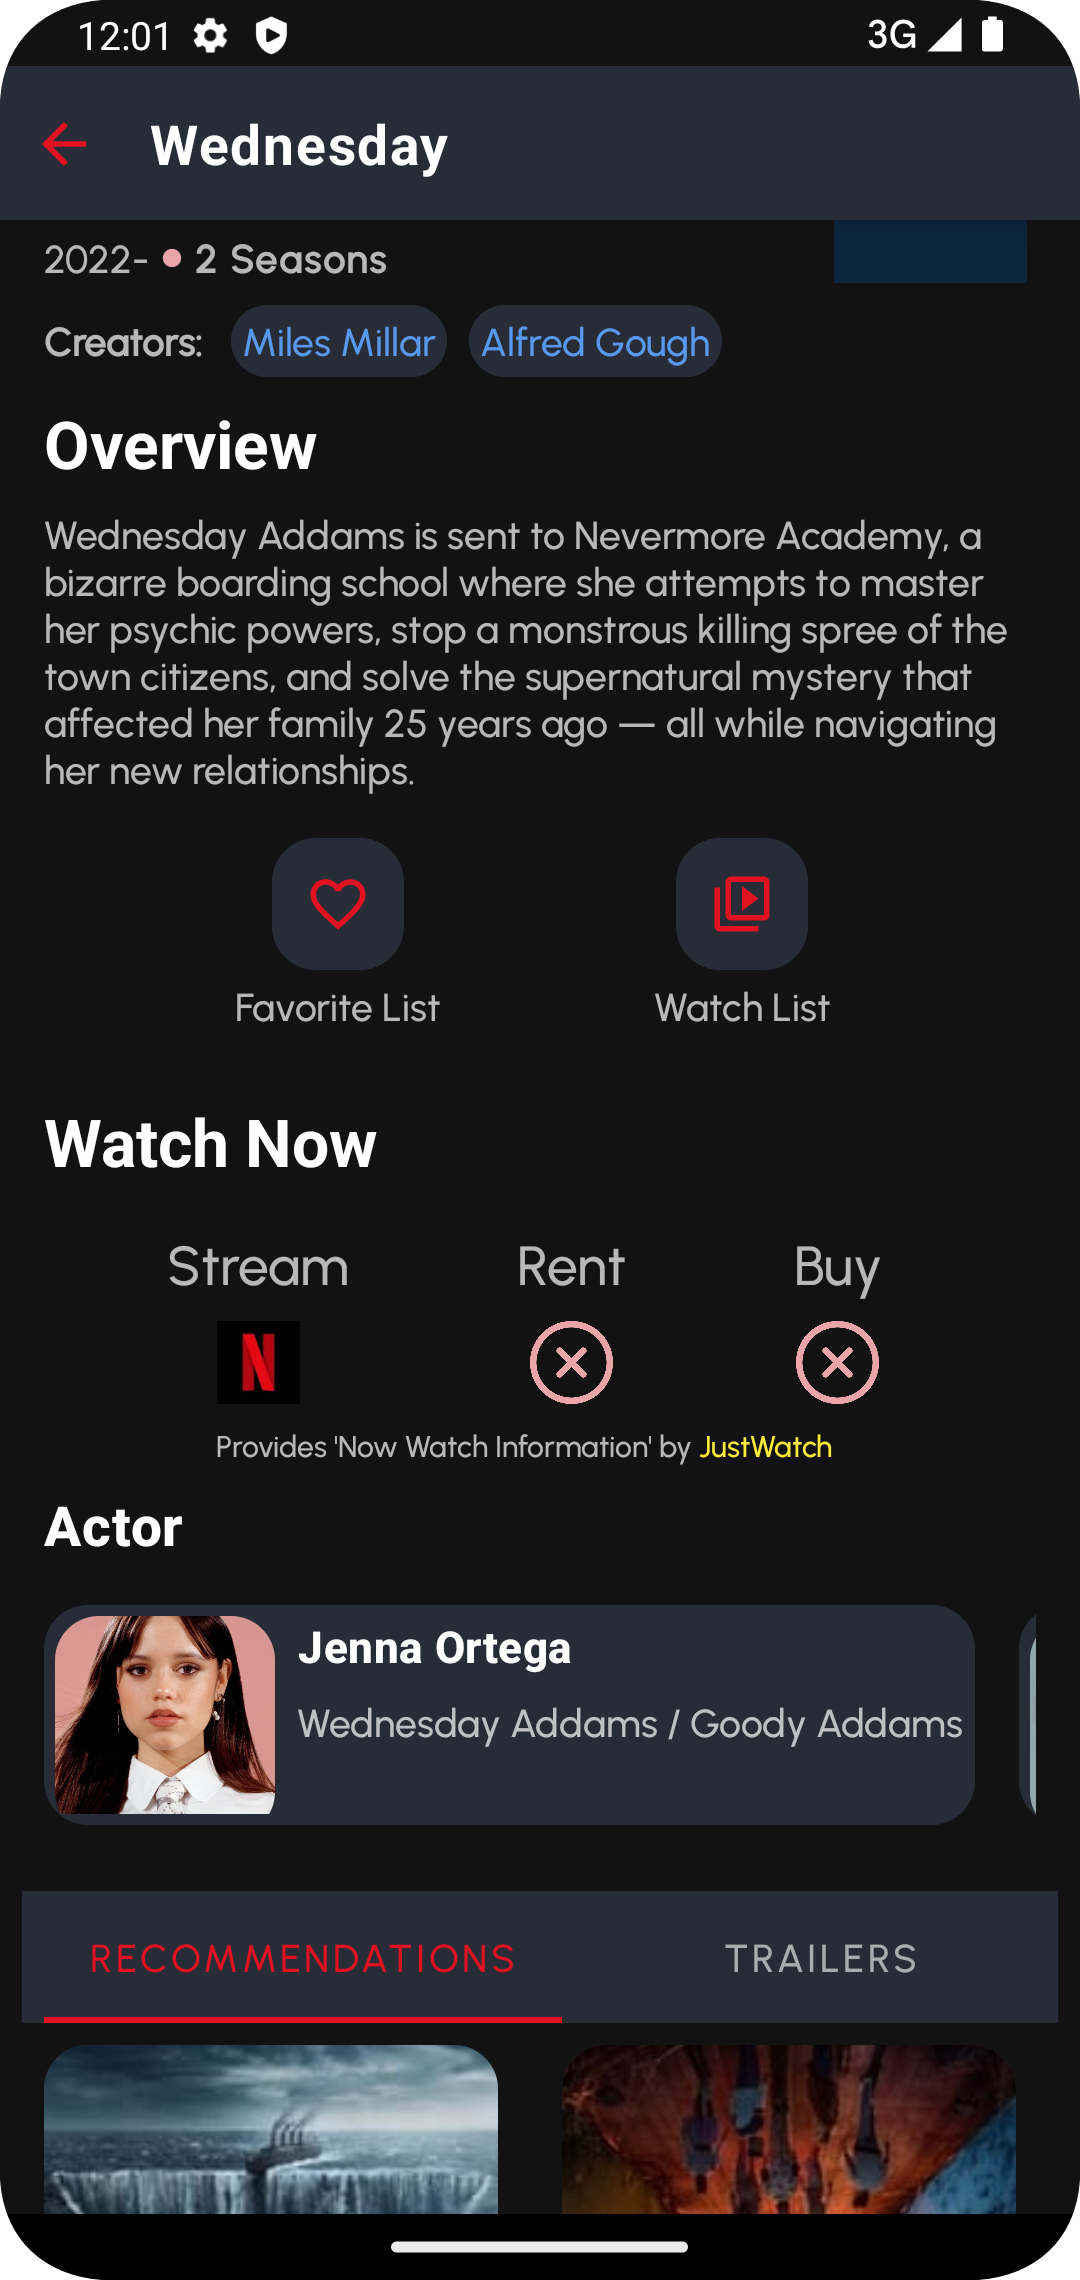 12:01
3G
Wednesday
2022- 2 Seasons
Creators: Miles Millar Alfred Gough
Overview
Wednesday Addams is sent to Nevermore Academy, a
bizarre boarding school where she attempts to master
her psychic powers, stop a monstrous killing spree of the
town citizens, and solve the supernatural mystery that
affected her family 25 years ago — all while navigating
her new relationships.
Favorite List
Watch List
Watch Now
Stream Rent Buy
N
Provides 'Now Watch Information' by JustWatch
Actor
Jenna Ortega
Wednesday Addams / Goody Addams
RECOMMENDATIONS TRAILERS